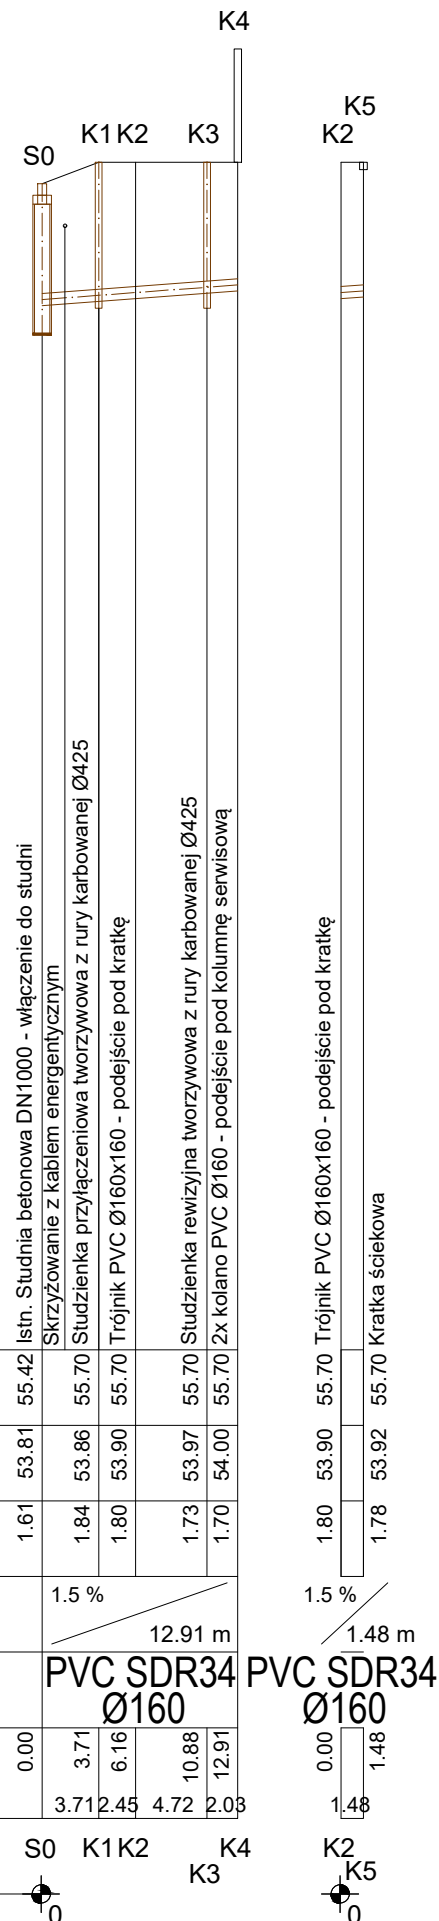 K4
K5
K1 K2 K3 K2
S0
Istn. Studnia betonowa DN1000 - włączenie do studni
Skrzyżowanie z kablem energentycznym
Studzienka przyłączeniowa tworzywowa z rury karbowanej Ø425
Trójnik PVC Ø160x160 - podejście pod kratkę
Studzienka rewizyjna tworzywowa z rury karbowanej Ø425
2x kolano PVC Ø160 - podejście pod kolumnę serwisową
Trójnik PVC Ø160x160 - podejście pod kratkę
Kratka ściekowa
55.42 55.70 55.70 55.70 55.70 55.70 55.70
53.81 53.86 53.90 53.97 54.00 53.90 53.92
1.61 1.84 1.80 1.73 1.70 1.80 1.78
1.5 % 1.5 %
12.91 m 1.48 m
PVC SDR34 PVC SDR34
Ø160 Ø160
0.00 3.71 6.16 10.88 12.91 0.00 1.48
3.71 2.45 4.72 2.03 1.48
S0 K1 K2 K4 K2
K3 K5
0 0